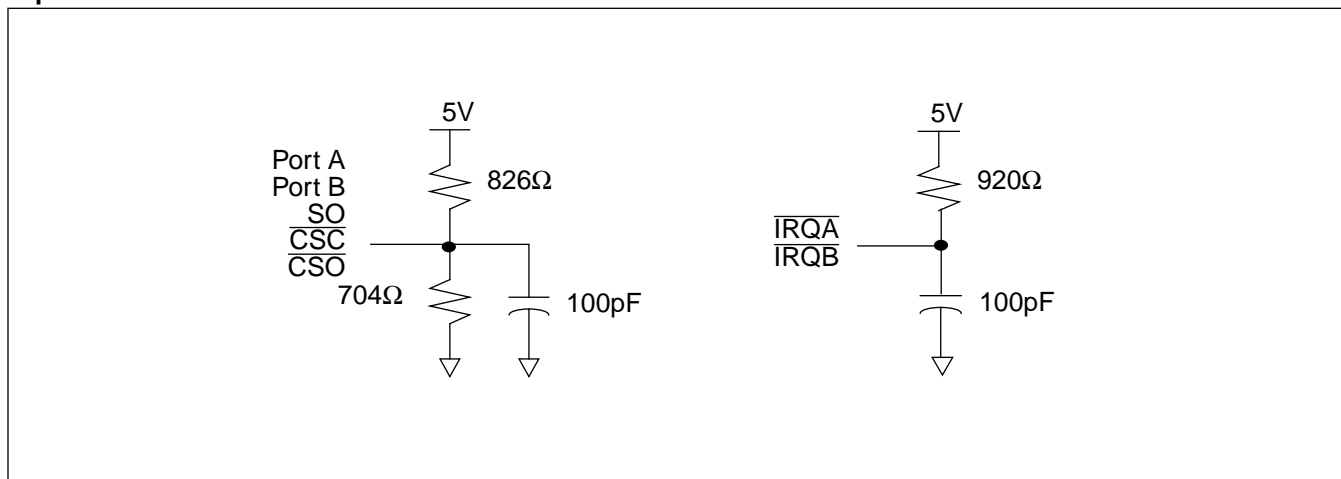 5V
Port A
Port B
SO
CSC
CSO
826Ω
704Ω
100pF
5V
920Ω
IRQA
IRQB
100pF